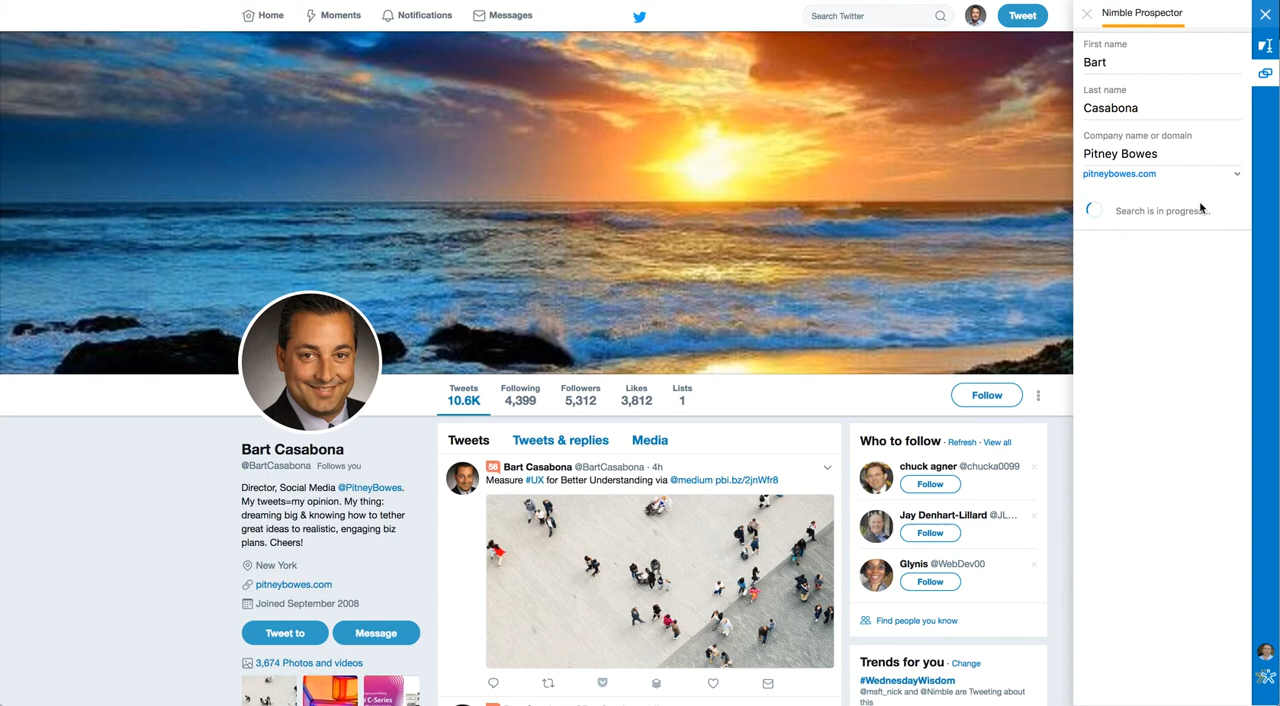 Home
Moments
Notifications
Messages
Search Twitter
Tweet
Nimble Prospector
First name
Bart
Last name
Casabona
Company name or domain
Pitney Bowes
pitneybowes.com
Search is in progress...
Tweets
10.6K
Following
4,399
Followers
5,312
Likes
3,812
Lists
1
Follow
Bart Casabona
@BartCasabona Follows you
Director, Social Media @PitneyBowes.
My tweets=my opinion. My thing:
dreaming big & knowing how to tether
great ideas to realistic, engaging biz
plans. Cheers!
New York
pitneybowes.com
Joined September 2008
Tweet to
Message
3,674 Photos and videos
C-Series
Tweets
Tweets & replies
Media
56 Bart Casabona @BartCasabona · 4h
Measure #UX for Better Understanding via @medium pbi.bz/2jnWfr8
Who to follow · Refresh · View all
chuck agner @chucka0099
Follow
Jay Denhart-Lillard @JL...
Follow
Glynis @WebDev00
Follow
Find people you know
Trends for you · Change
#WednesdayWisdom
@msft_nick and @Nimble are Tweeting about
this